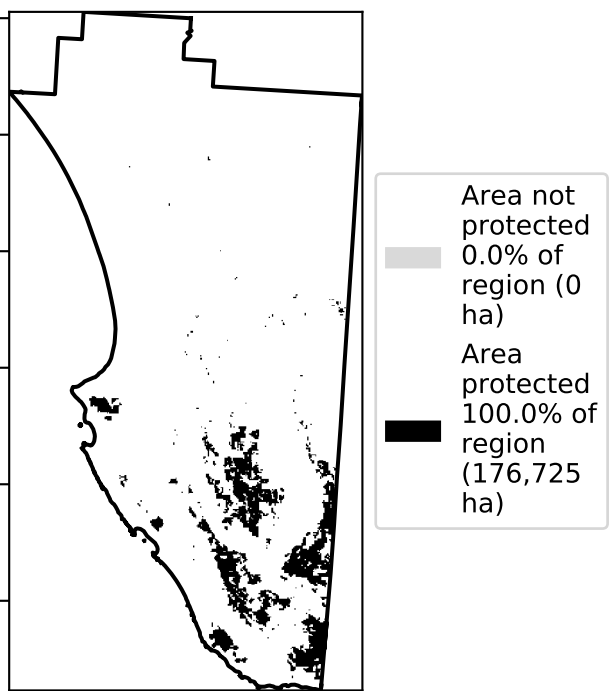 Area not
protected
0.0% of
region (0
ha)
Area
protected
100.0% of
region
(176,725
ha)